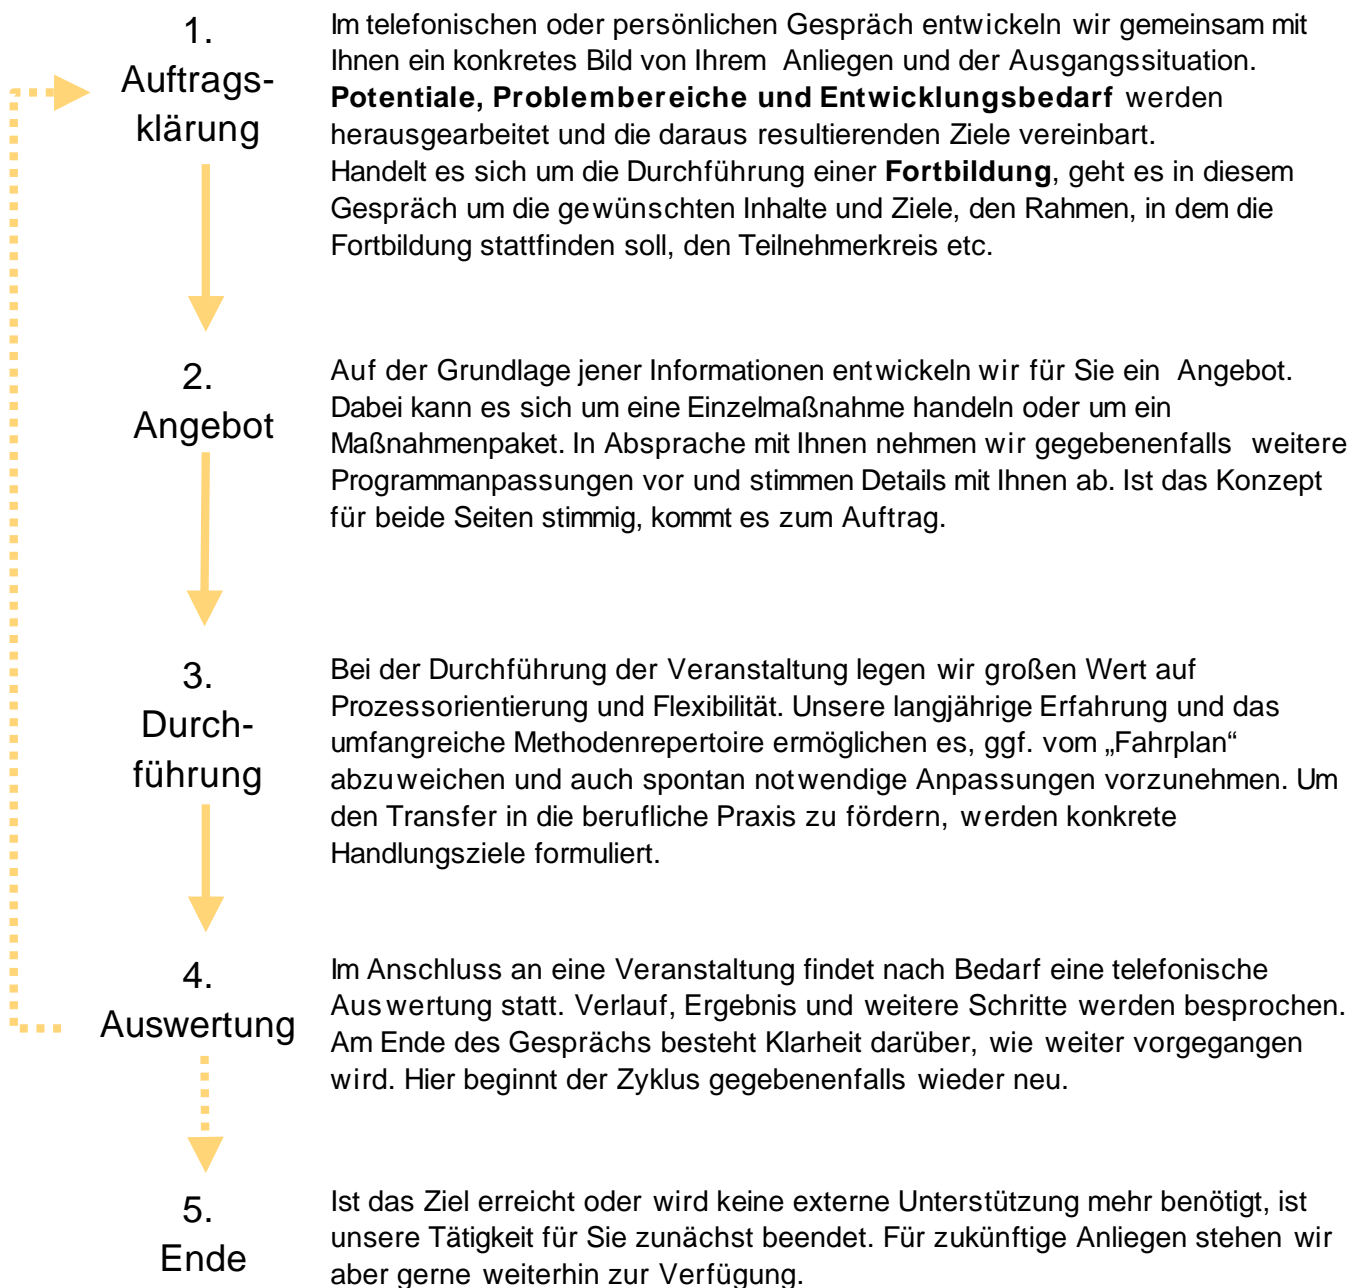 1.
Auftrags-
klärung
Im telefonischen oder persönlichen Gespräch entwickeln wir gemeinsam mit
Ihnen ein konkretes Bild von Ihrem Anliegen und der Ausgangssituation.
Potentiale, Problembereiche und Entwicklungsbedarf werden
herausgearbeitet und die daraus resultierenden Ziele vereinbart.
Handelt es sich um die Durchführung einer Fortbildung, geht es in diesem
Gespräch um die gewünschten Inhalte und Ziele, den Rahmen, in dem die
Fortbildung stattfinden soll, den Teilnehmerkreis etc.
2.
Angebot
Auf der Grundlage jener Informationen entwickeln wir für Sie ein Angebot.
Dabei kann es sich um eine Einzelmaßnahme handeln oder um ein
Maßnahmenpaket. In Absprache mit Ihnen nehmen wir gegebenenfalls weitere
Programmanpassungen vor und stimmen Details mit Ihnen ab. Ist das Konzept
für beide Seiten stimmig, kommt es zum Auftrag.
3.
Durch-
führung
Bei der Durchführung der Veranstaltung legen wir großen Wert auf
Prozessorientierung und Flexibilität. Unsere langjährige Erfahrung und das
umfangreiche Methodenrepertoire ermöglichen es, ggf. vom „Fahrplan“
abzuweichen und auch spontan notwendige Anpassungen vorzunehmen. Um
den Transfer in die berufliche Praxis zu fördern, werden konkrete
Handlungsziele formuliert.
4.
Auswertung
Im Anschluss an eine Veranstaltung findet nach Bedarf eine telefonische
Auswertung statt. Verlauf, Ergebnis und weitere Schritte werden besprochen.
Am Ende des Gesprächs besteht Klarheit darüber, wie weiter vorgegangen
wird. Hier beginnt der Zyklus gegebenenfalls wieder neu.
5.
Ende
Ist das Ziel erreicht oder wird keine externe Unterstützung mehr benötigt, ist
unsere Tätigkeit für Sie zunächst beendet. Für zukünftige Anliegen stehen wir
aber gerne weiterhin zur Verfügung.